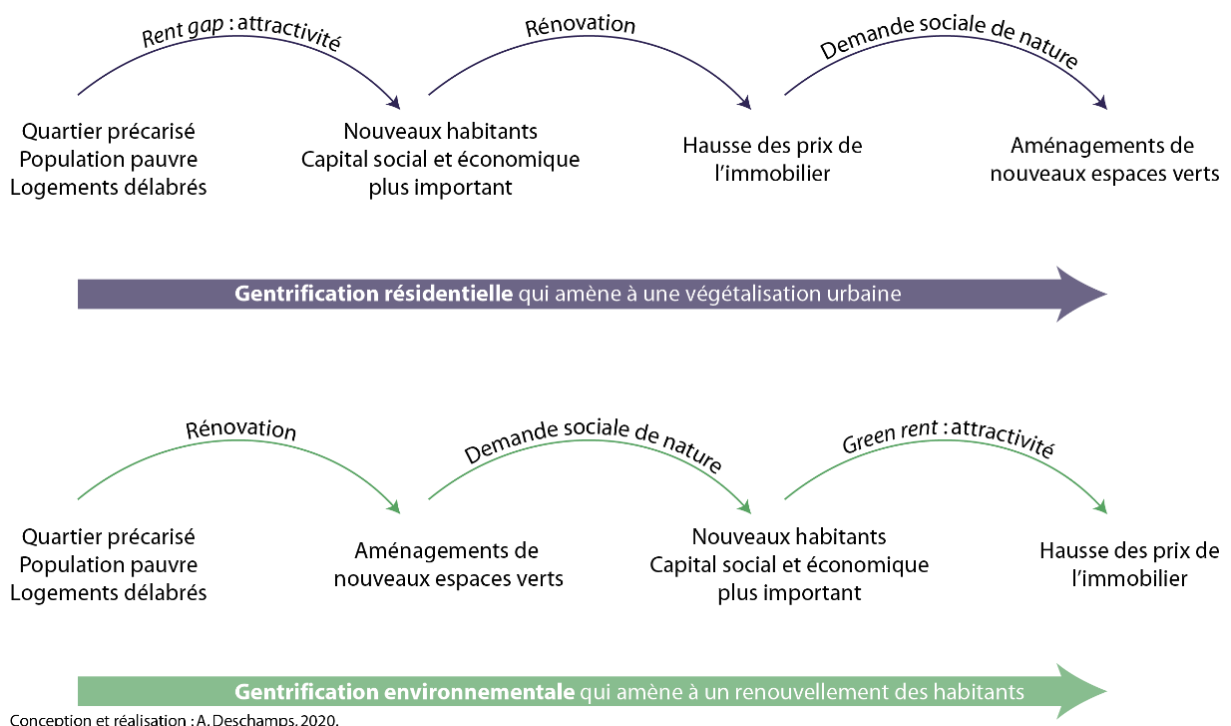 Rent gap : attractivité
Rénovation
Demande sociale de nature
Quartier précarisé
Population pauvre
Logements délabrés
Nouveaux habitants
Capital social et économique
plus important
Hausse des prix de
l'immobilier
Aménagements de
nouveaux espaces verts
Gentrification résidentielle qui amène à une végétalisation urbaine
Rénovation
Demande sociale de nature
Green rent : attractivité
Quartier précarisé
Population pauvre
Logements délabrés
Aménagements de
nouveaux espaces verts
Nouveaux habitants
Capital social et économique
plus important
Hausse des prix de
l'immobilier
Gentrification environnementale qui amène à un renouvellement des habitants
Conception et réalisation : A. Deschamps, 2020.